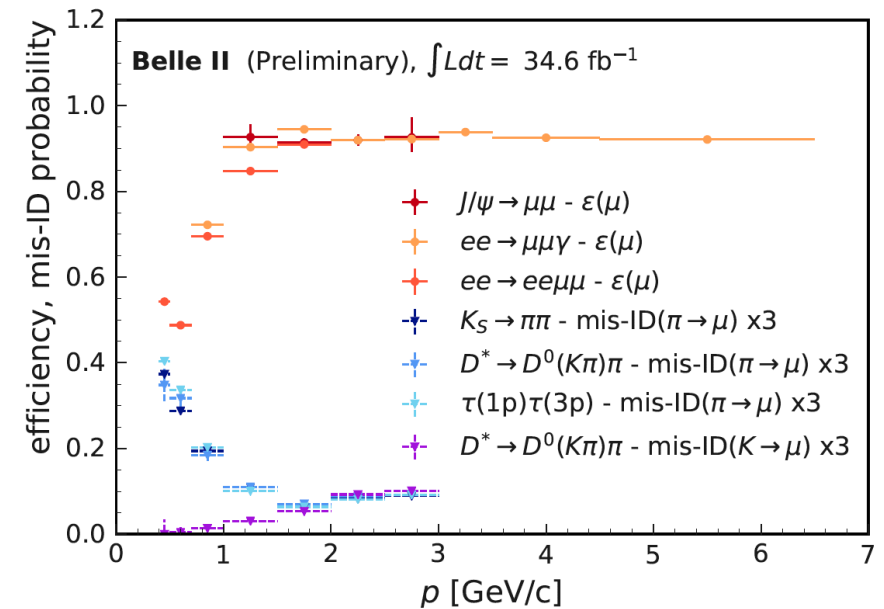 efficiency, mis-ID probability
1.2
1.0
0.8
0.6
0.4
0.2
0.0
Belle II (Preliminary), ∫Ldt = 34.6 fb⁻¹
J/ψ→μμ - ε(μ)
ee→μμγ - ε(μ)
ee→eeμμ - ε(μ)
K_S→ππ - mis-ID(π→μ) x3
D*→D⁰(Kπ)π - mis-ID(π→μ) x3
τ(1p)τ(3p) - mis-ID(π→μ) x3
D*→D⁰(Kπ)π - mis-ID(K→μ) x3
0 1 2 3 4 5 6 7
p [GeV/c]